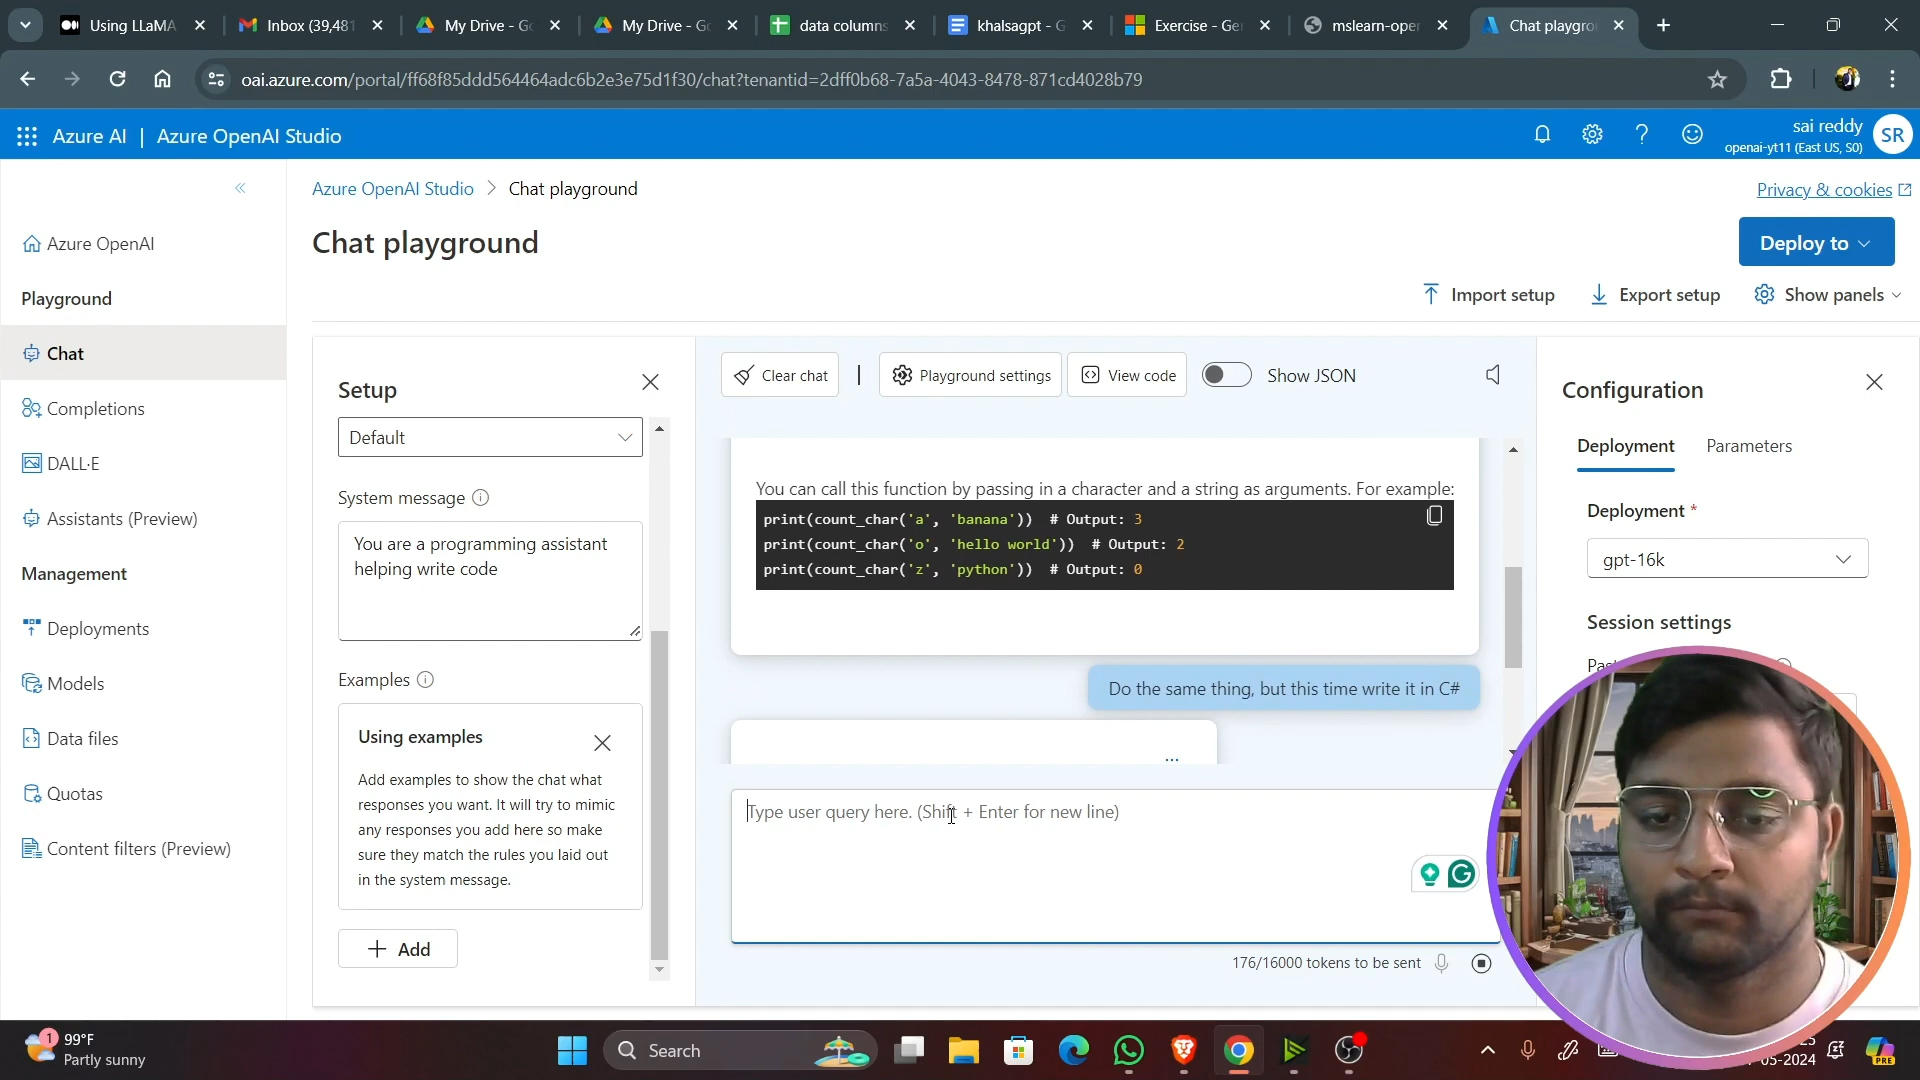 Using LLaMA
Inbox (39,481
My Drive - Go
My Drive - Go
data columns
khalsagpt - G
Exercise - Ge
mslearn-oper
Chat playgro
oai.azure.com/portal/ff68f85ddd564464adc6b2e3e75d1f30/chat?tenantid=2dff0b68-7a5a-4043-8478-871cd4028b79
Azure AI | Azure OpenAI Studio
sai reddy
openai-yt11 (East US, S0)
SR
Azure OpenAI Studio > Chat playground
Privacy & cookies
Chat playground
Deploy to
Import setup
Export setup
Show panels
Azure OpenAI
Playground
Chat
Completions
DALL·E
Assistants (Preview)
Management
Deployments
Models
Data files
Quotas
Content filters (Preview)
Setup
Default
System message
You are a programming assistant
helping write code
Examples
Using examples
Add examples to show the chat what
responses you want. It will try to mimic
any responses you add here so make
sure they match the rules you laid out
in the system message.
+ Add
Clear chat
|
Playground settings
View code
Show JSON
You can call this function by passing in a character and a string as arguments. For example:
print(count_char('a', 'banana')) # Output: 3
print(count_char('o', 'hello world')) # Output: 2
print(count_char('z', 'python')) # Output: 0
Do the same thing, but this time write it in C#
...
Type user query here. (Shift + Enter for new line)
176/16000 tokens to be sent
Configuration
Deployment
Parameters
Deployment *
gpt-16k
Session settings
1
99°F
Partly sunny
Search
05-2024
PRE